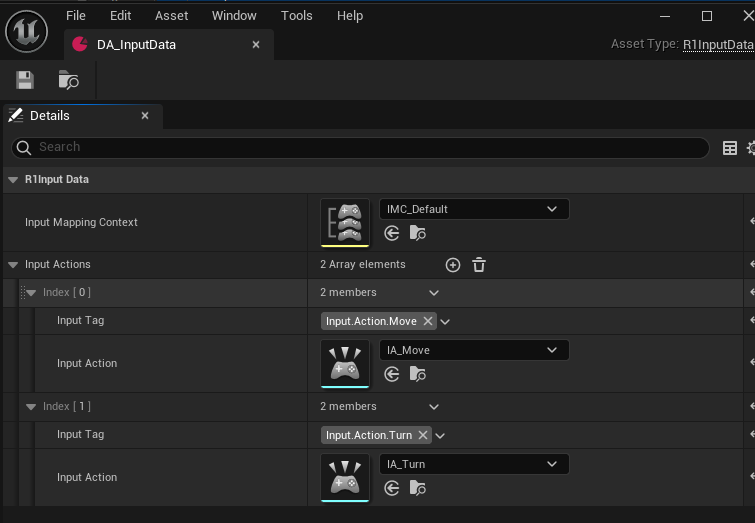 File Edit Asset Window Tools Help
DA_InputData
Asset Type: R1InputData
Details
Search
R1Input Data
Input Mapping Context
IMC_Default
Input Actions 2 Array elements
Index [ 0 ] 2 members
Input Tag Input.Action.Move
Input Action
IA_Move
Index [ 1 ] 2 members
Input Tag Input.Action.Turn
Input Action
IA_Turn